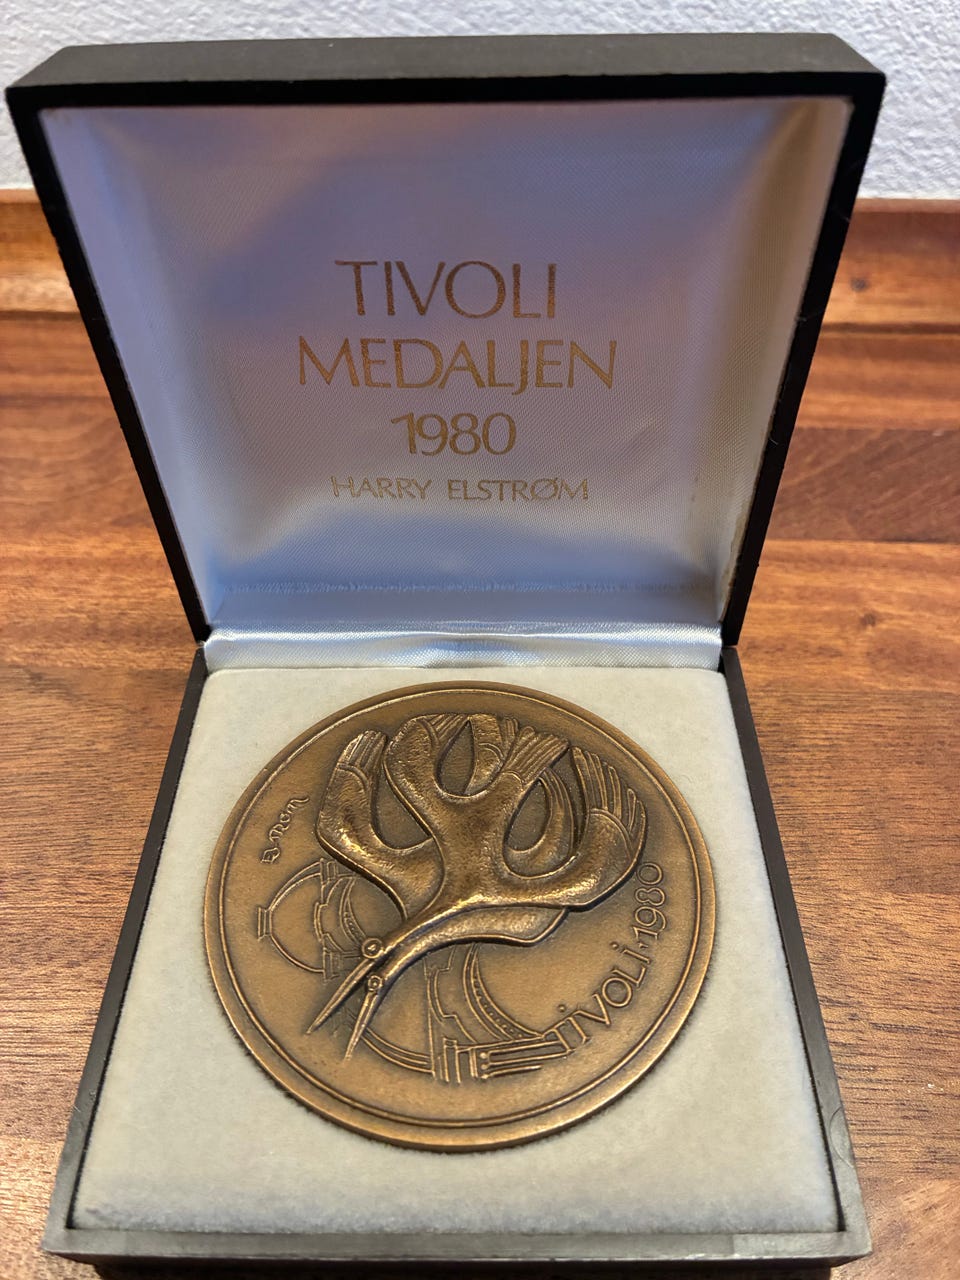 TIVOLI
MEDALJEN
1980
HARRY ELSTRØM
TIVOLI·1980